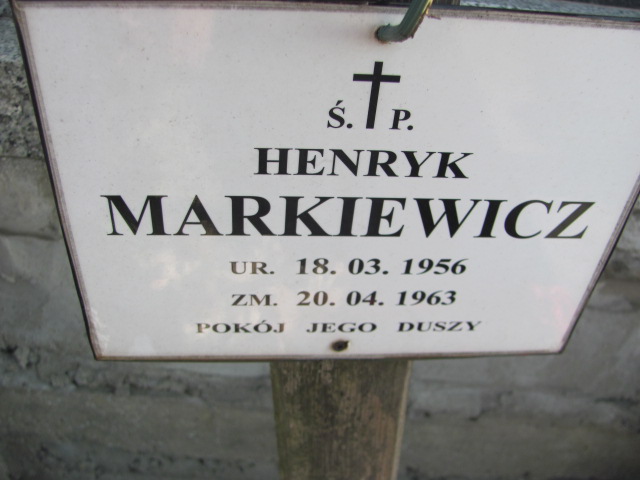 Ś. P.
HENRYK
MARKIEWICZ
UR. 18. 03. 1956
ZM. 20. 04. 1963
POKÓJ JEGO DUSZY